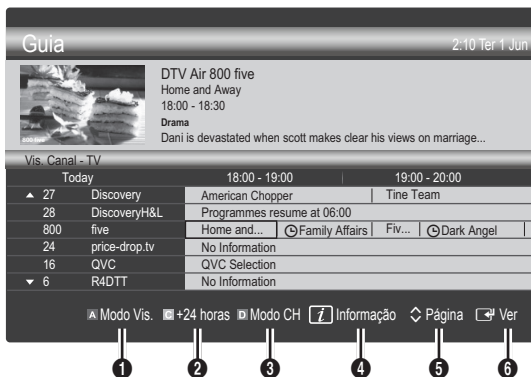 Guia 2:10 Ter 1 Jun
DTV Air 800 five
Home and Away
18:00 - 18:30
Drama
Dani is devastated when scott makes clear his views on marriage...
800 five
Vis. Canal - TV
Today 18:00 - 19:00 19:00 - 20:00
▲ 27 Discovery American Chopper Tine Team
28 DiscoveryH&L Programmes resume at 06:00
800 five Home and... Family Affairs Fiv... Dark Angel
24 price-drop.tv No Information
16 QVC QVC Selection
▼ 6 R4DTT No Information
A Modo Vis. C +24 horas D Modo CH i Informação Página Ver
1 2 3 4 5 6